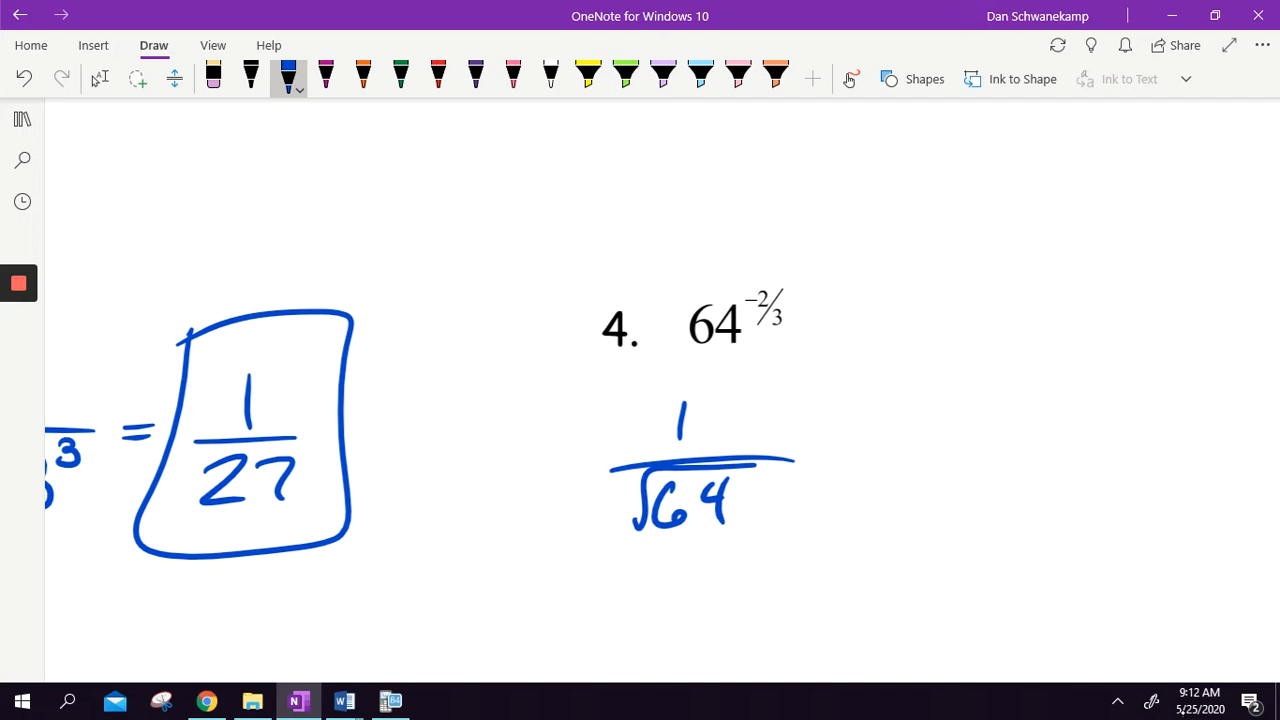 OneNote for Windows 10
Dan Schwanekamp
Home Insert Draw View Help
Share
Shapes
Ink to Shape
Ink to Text
4. 64^{-2/3}
3 = 1/27
1/√64
9:12 AM
5/25/2020
2